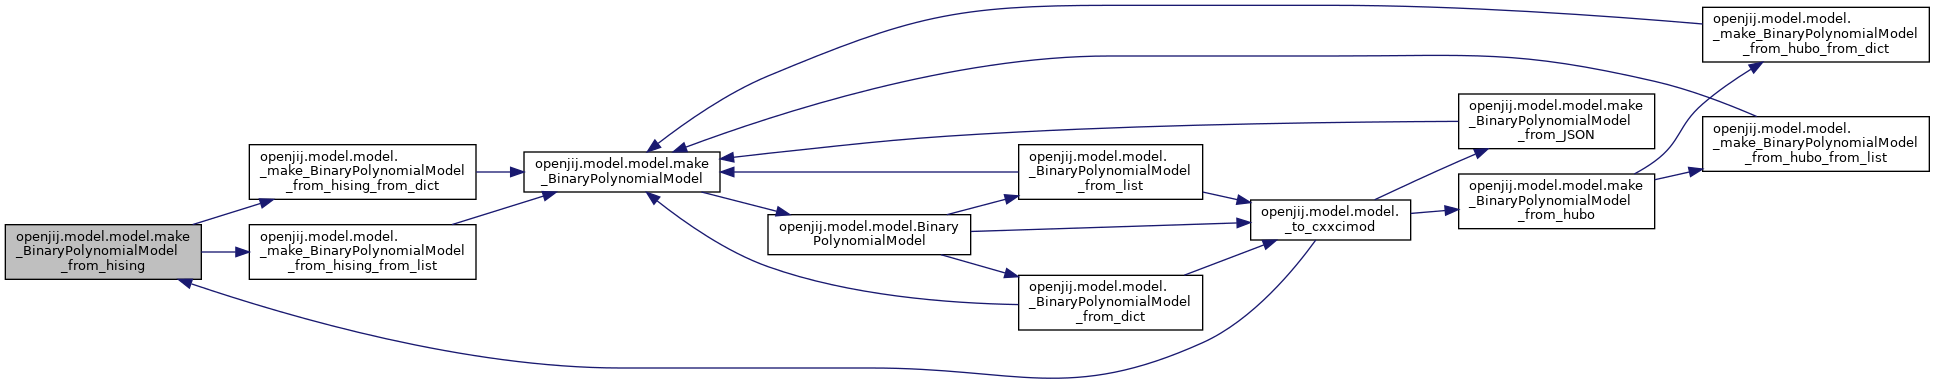 openjij.model.model.make
_BinaryPolynomialModel
_from_hising
openjij.model.model.
_make_BinaryPolynomialModel
_from_hising_from_dict
openjij.model.model.
_make_BinaryPolynomialModel
_from_hising_from_list
openjij.model.model.make
_BinaryPolynomialModel
openjij.model.model.Binary
PolynomialModel
openjij.model.model.
_BinaryPolynomialModel
_from_list
openjij.model.model.
_BinaryPolynomialModel
_from_dict
openjij.model.model.
_to_cxxcimod
openjij.model.model.make
_BinaryPolynomialModel
_from_JSON
openjij.model.model.make
_BinaryPolynomialModel
_from_hubo
openjij.model.model.
_make_BinaryPolynomialModel
_from_hubo_from_dict
openjij.model.model.
_make_BinaryPolynomialModel
_from_hubo_from_list